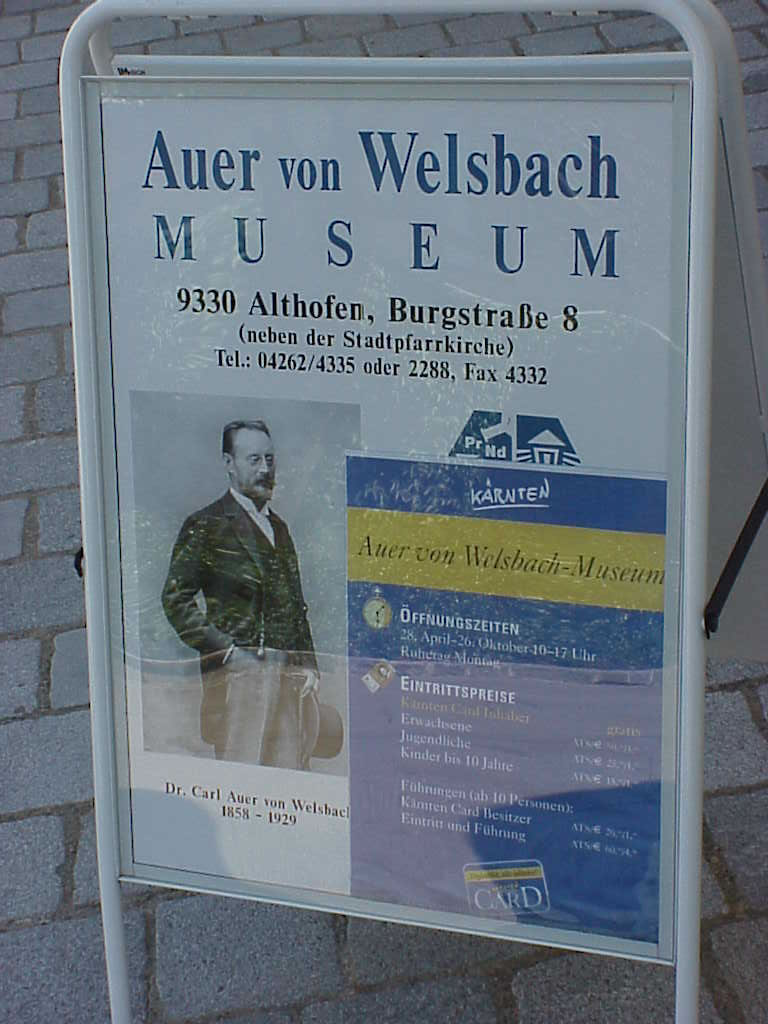 Auer von Welsbach
MUSEUM
9330 Althofen, Burgstraße 8
(neben der Stadtpfarrkirche)
Tel.: 04262/4335 oder 2288, Fax 4332
Pr Nd
KÄRNTEN
Auer von Welsbach-Museum
ÖFFNUNGSZEITEN
28. April-26. Oktober 10-17 Uhr
Ruhetag Montag
EINTRITTSPREISE
Kärnten Card Inhaber gratis
Erwachsene
Jugendliche
Kinder bis 10 Jahre
Führungen (ab 10 Personen):
Kärnten Card Besitzer
Eintritt und Führung
Dr. Carl Auer von Welsbach
1858 - 1929
CARD